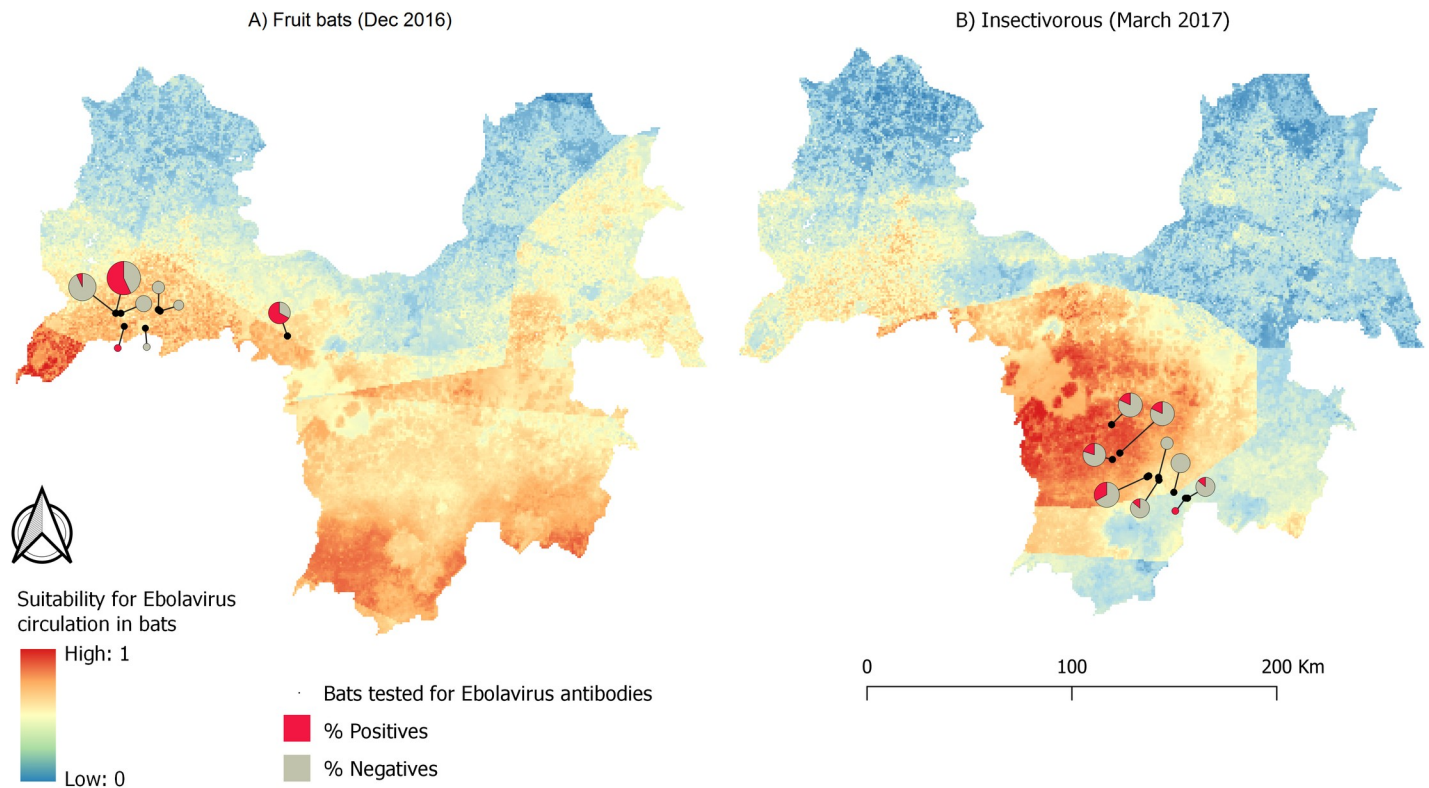 A) Fruit bats (Dec 2016)
B) Insectivorous (March 2017)
Suitability for Ebolavirus
circulation in bats
High: 1
Low: 0
Bats tested for Ebolavirus antibodies
% Positives
% Negatives
0 100 200 Km